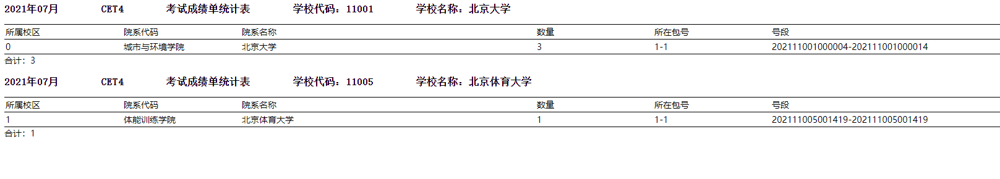 2021年07月 CET4 考试成绩单统计表 学校代码：11001 学校名称：北京大学
所属校区 院系代码 院系名称 数量 所在包号 号段
0 城市与环境学院 北京大学 3 1-1 202111001000004-202111001000014
合计：3
2021年07月 CET4 考试成绩单统计表 学校代码：11005 学校名称：北京体育大学
所属校区 院系代码 院系名称 数量 所在包号 号段
1 体能训练学院 北京体育大学 1 1-1 202111005001419-202111005001419
合计：1